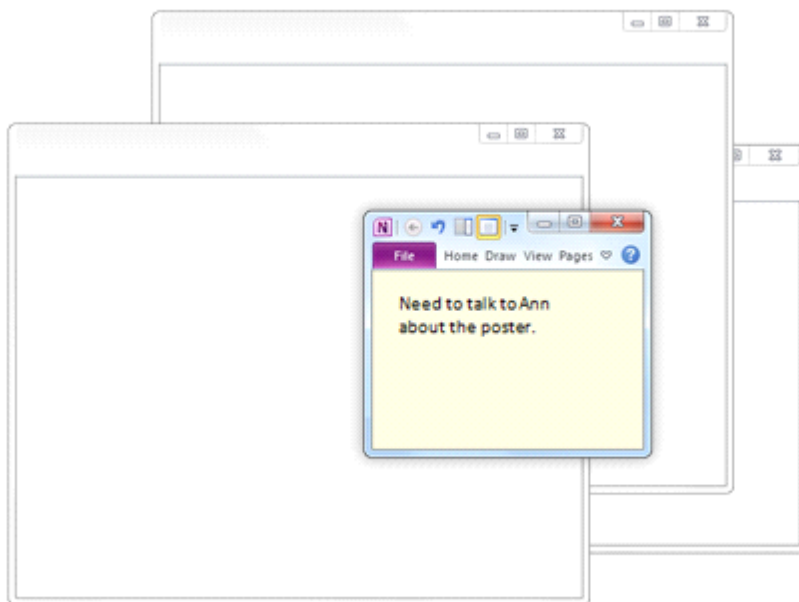 N
File Home Draw View Pages
Need to talk to Ann
about the poster.